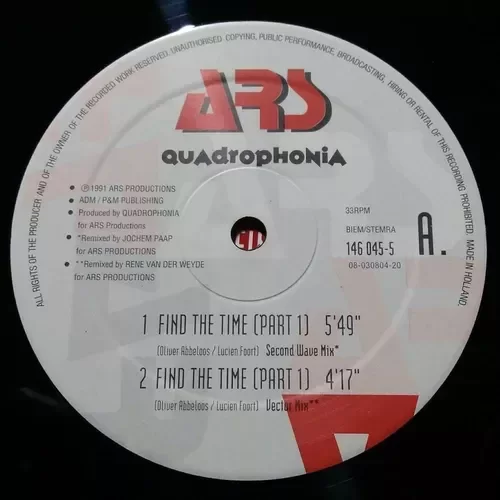 ALL RIGHTS OF THE PRODUCER AND OF THE OWNER OF THE RECORDED WORK RESERVED. UNAUTHORISED COPYING, PUBLIC PERFORMANCE, BROADCASTING, HIRING OR RENTAL OF THIS RECORDING PROHIBITED. MADE IN HOLLAND.
ARS
QUADROPHONIA
• ℗ 1991 ARS PRODUCTIONS
• ADM / P&M PUBLISHING
• Produced by QUADROPHONIA
for ARS Productions
• *Remixed by JOCHEM PAAP
for ARS PRODUCTIONS
• **Remixed by RENE VAN DER WEYDE
for ARS PRODUCTIONS
33RPM
BIEM/STEMRA
146 045-5
08-030804-20
A.
1 FIND THE TIME (PART 1) 5'49"
(Oliver Abbeloos / Lucien Foort) Second Wave Mix*
2 FIND THE TIME (PART 1) 4'17"
(Oliver Abbeloos / Lucien Foort) Vector Mix**